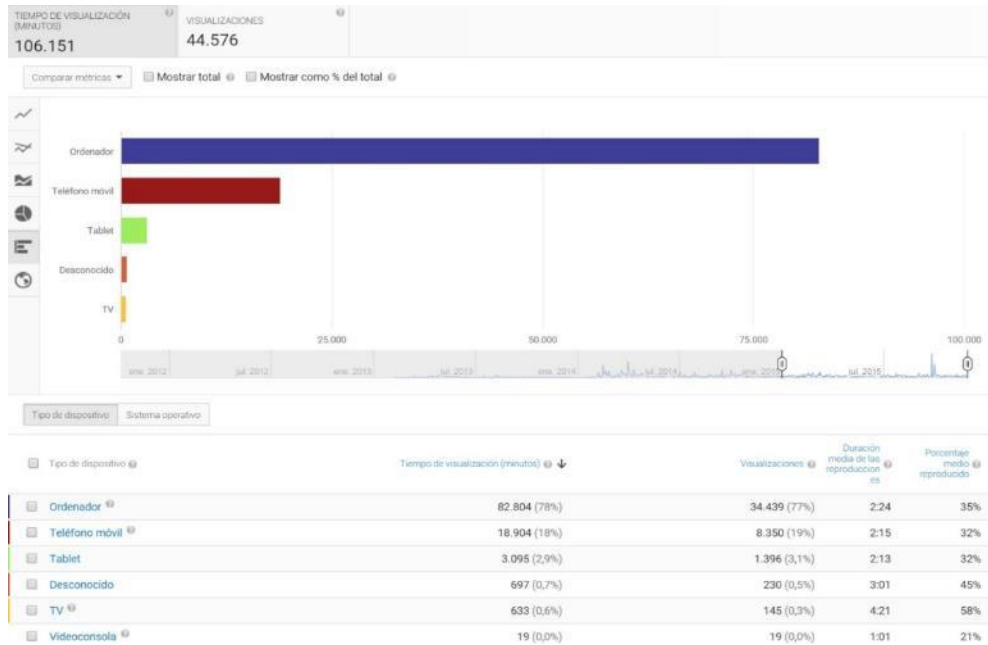 TIEMPO DE VISUALIZACIÓN
(MINUTOS)
106.151
VISUALIZACIONES
44.576
Comparar métricas
Mostrar total
Mostrar como % del total
Ordenador
Teléfono móvil
Tablet
Desconocido
TV
0 25.000 50.000 75.000 100.000
ene. 2012 jul. 2012 ene. 2013 jul. 2013 ene. 2014 jul. 2014 ene. 2015 jul. 2015
Tipo de dispositivo Sistema operativo
Tipo de dispositivo Tiempo de visualización (minutos) Visualizaciones
Duración
media de las
reproduccion
es
Porcentaje
medio
reproducido
Ordenador 82.804 (78%) 34.439 (77%) 2:24 35%
Teléfono móvil 18.904 (18%) 8.350 (19%) 2:15 32%
Tablet 3.095 (2,9%) 1.396 (3,1%) 2:13 32%
Desconocido 697 (0,7%) 230 (0,5%) 3:01 45%
TV 633 (0,6%) 145 (0,3%) 4:21 58%
Videoconsola 19 (0,0%) 19 (0,0%) 1:01 21%